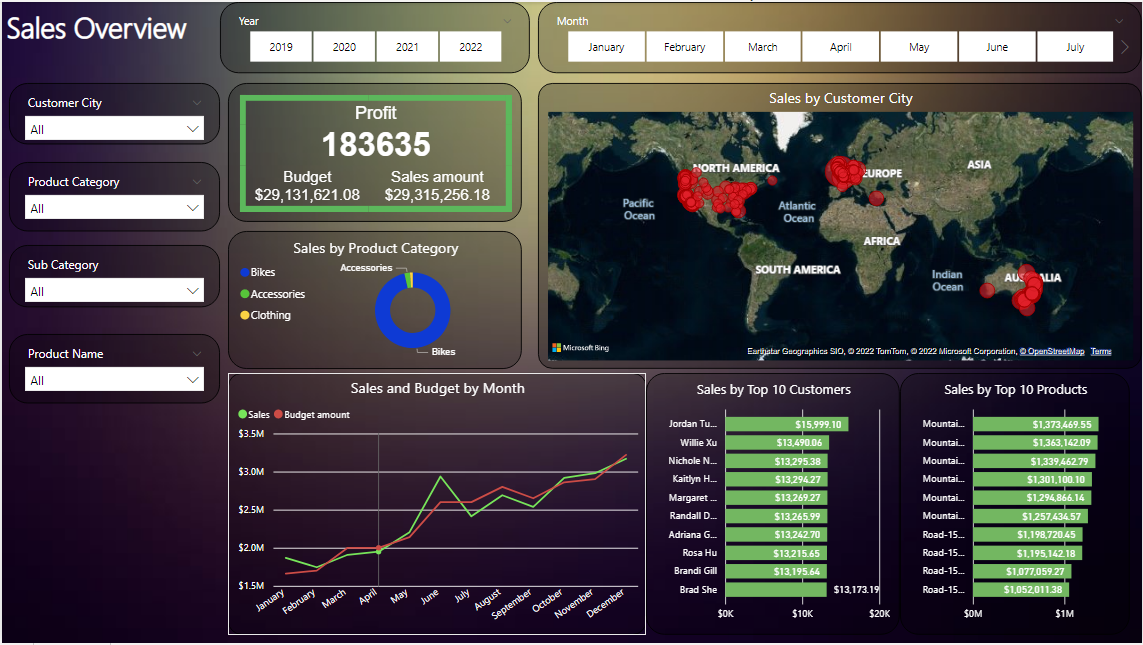 Sales Overview
Year
2019 2020 2021 2022
Month
January February March April May June July
Customer City
All
Product Category
All
Sub Category
All
Product Name
All
Profit
183635
Budget Sales amount
$29,131,621.08 $29,315,256.18
Sales by Product Category
Bikes
Accessories
Clothing
Accessories
Bikes
Sales by Customer City
NORTH AMERICA
EUROPE
ASIA
Pacific
Ocean
Atlantic
Ocean
AFRICA
SOUTH AMERICA
Indian
Ocean
AUSTRALIA
Microsoft Bing
Earthstar Geographics SIO, © 2022 TomTom, © 2022 Microsoft Corporation, © OpenStreetMap Terms
Sales and Budget by Month
Sales Budget amount
$3.5M
$3.0M
$2.5M
$2.0M
$1.5M
January February March April May June July August September October November December
Sales by Top 10 Customers
Jordan Tu... $15,999.10
Willie Xu $13,490.06
Nichole N... $13,295.38
Kaitlyn H... $13,294.27
Margaret ... $13,269.27
Randall D... $13,265.99
Adriana G... $13,242.70
Rosa Hu $13,215.65
Brandi Gill $13,195.64
Brad She $13,173.19
$0K $10K $20K
Sales by Top 10 Products
Mountai... $1,373,469.55
Mountai... $1,363,142.09
Mountai... $1,339,462.79
Mountai... $1,301,100.10
Mountai... $1,294,866.14
Mountai... $1,257,434.57
Road-15... $1,198,720.45
Road-15... $1,195,142.18
Road-15... $1,077,059.27
Road-15... $1,052,011.38
$0M $1M